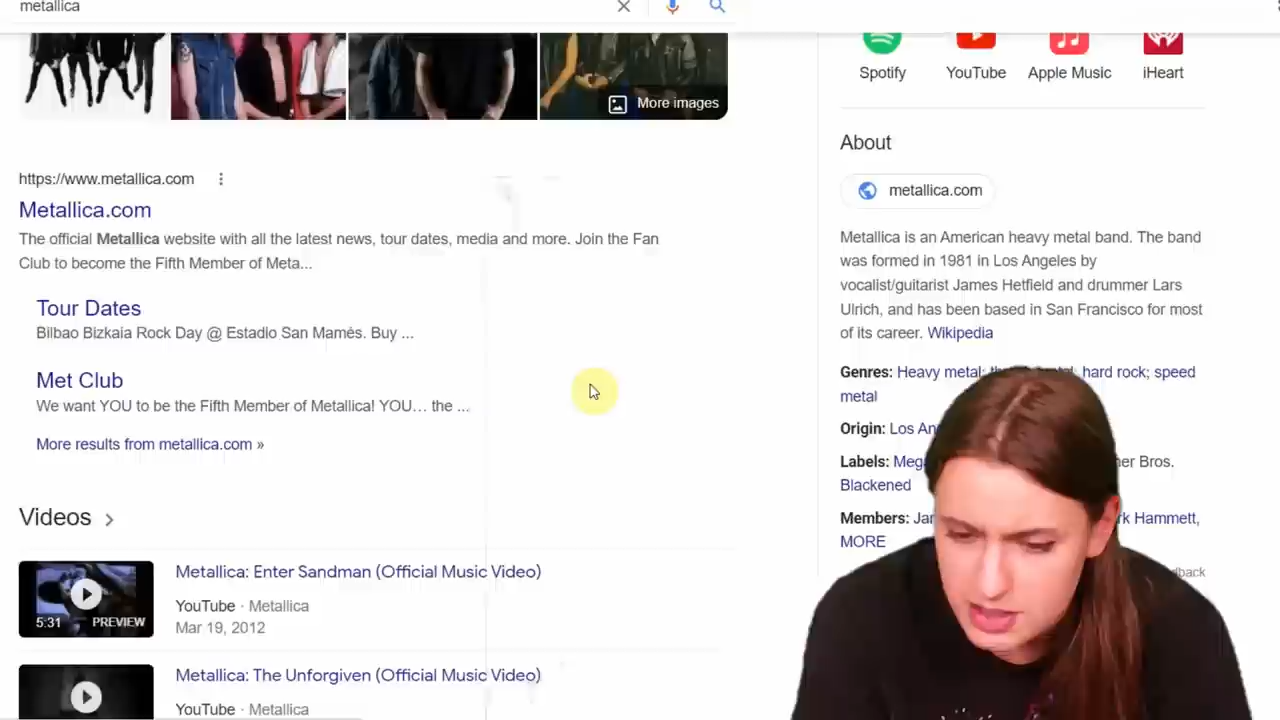 metallica
More images
https://www.metallica.com
Metallica.com
The official Metallica website with all the latest news, tour dates, media and more. Join the Fan
Club to become the Fifth Member of Meta...
Tour Dates
Bilbao Bizkaia Rock Day @ Estadio San Mamés. Buy ...
Met Club
We want YOU to be the Fifth Member of Metallica! YOU… the ...
More results from metallica.com »
Videos
5:31
PREVIEW
Metallica: Enter Sandman (Official Music Video)
YouTube · Metallica
Mar 19, 2012
Metallica: The Unforgiven (Official Music Video)
YouTube · Metallica
Spotify
YouTube
Apple Music
iHeart
About
metallica.com
Metallica is an American heavy metal band. The band
was formed in 1981 in Los Angeles by
vocalist/guitarist James Hetfield and drummer Lars
Ulrich, and has been based in San Francisco for most
of its career. Wikipedia
Genres: Heavy metal; hard rock; speed
metal
Origin: Los
Labels: Bros.
Blackened
Members: Hammett,
MORE